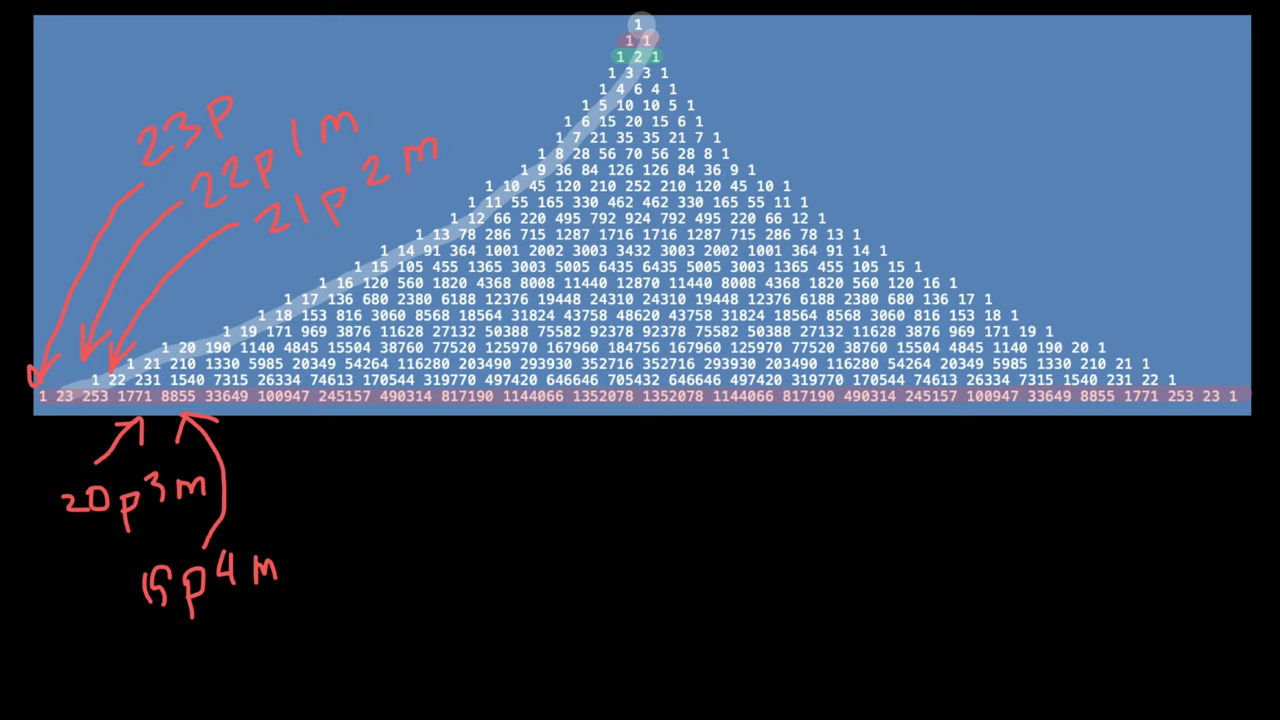 1
1 1
1 2 1
1 3 3 1
1 4 6 4 1
1 5 10 10 5 1
1 6 15 20 15 6 1
1 7 21 35 35 21 7 1
1 8 28 56 70 56 28 8 1
1 9 36 84 126 126 84 36 9 1
1 10 45 120 210 252 210 120 45 10 1
1 11 55 165 330 462 462 330 165 55 11 1
1 12 66 220 495 792 924 792 495 220 66 12 1
1 13 78 286 715 1287 1716 1716 1287 715 286 78 13 1
1 14 91 364 1001 2002 3003 3432 3003 2002 1001 364 91 14 1
1 15 105 455 1365 3003 5005 6435 6435 5005 3003 1365 455 105 15 1
1 16 120 560 1820 4368 8008 11440 12870 11440 8008 4368 1820 560 120 16 1
1 17 136 680 2380 6188 12376 19448 24310 24310 19448 12376 6188 2380 680 136 17 1
1 18 153 816 3060 8568 18564 31824 43758 48620 43758 31824 18564 8568 3060 816 153 18 1
1 19 171 969 3876 11628 27132 50388 75582 92378 92378 75582 50388 27132 11628 3876 969 171 19 1
1 20 190 1140 4845 15504 38760 77520 125970 167960 184756 167960 125970 77520 38760 15504 4845 1140 190 20 1
1 21 210 1330 5985 20349 54264 116280 203490 293930 352716 352716 293930 203490 116280 54264 20349 5985 1330 210 21 1
1 22 231 1540 7315 26334 74613 170544 319770 497420 646646 705432 646646 497420 319770 170544 74613 26334 7315 1540 231 22 1
1 23 253 1771 8855 33649 100947 245157 490314 817190 1144066 1352078 1352078 1144066 817190 490314 245157 100947 33649 8855 1771 253 23 1
23p
22p 1m
21p 2m
20p 3m
19p 4m